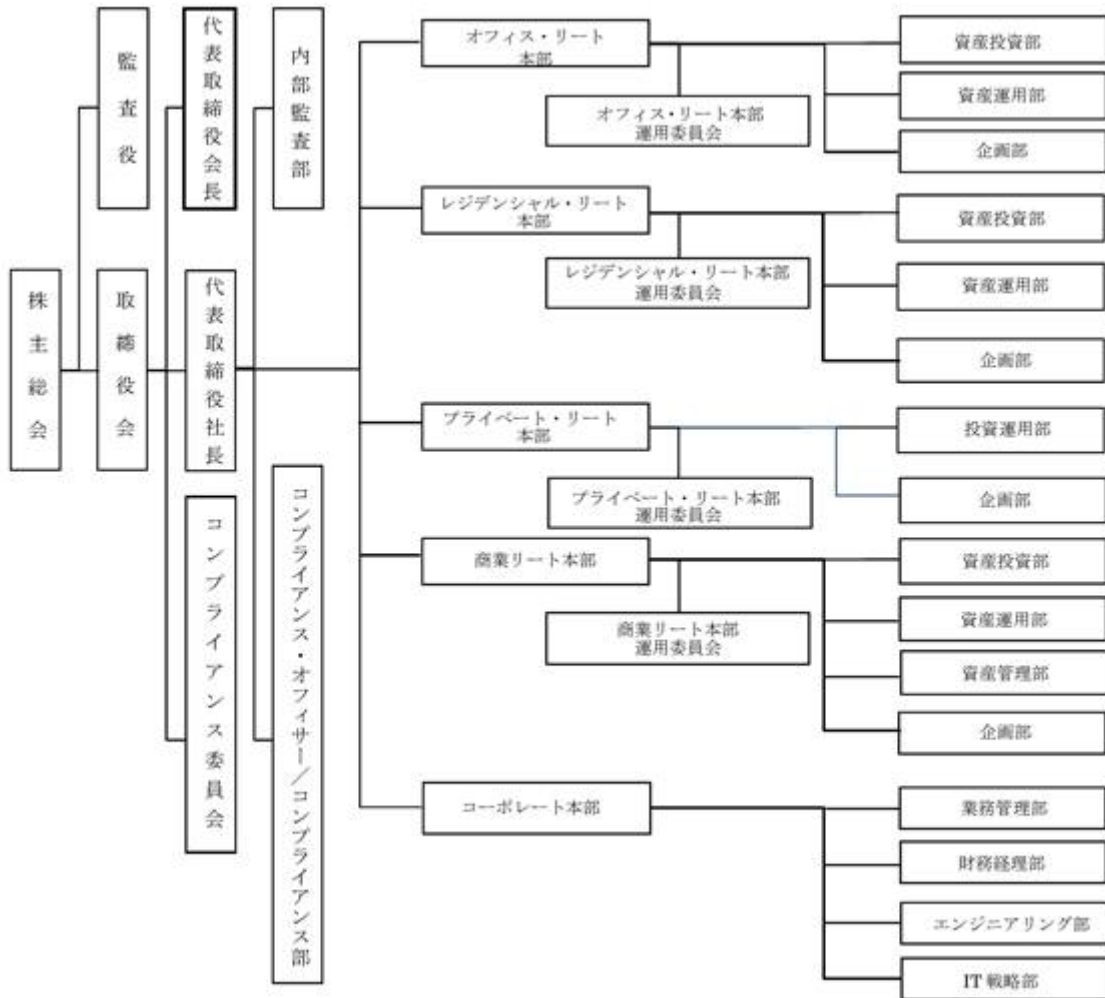 株主総会
監査役
取締役会
代表取締役会長
代表取締役社長
コンプライアンス委員会
内部監査部
コンプライアンス・オフィサー／コンプライアンス部
オフィス・リート
本部
オフィス・リート本部
運用委員会
資産投資部
資産運用部
企画部
レジデンシャル・リート
本部
レジデンシャル・リート本部
運用委員会
資産投資部
資産運用部
企画部
プライベート・リート
本部
プライベート・リート本部
運用委員会
投資運用部
企画部
商業リート本部
商業リート本部
運用委員会
資産投資部
資産運用部
資産管理部
企画部
コーポレート本部
業務管理部
財務経理部
エンジニアリング部
IT 戦略部